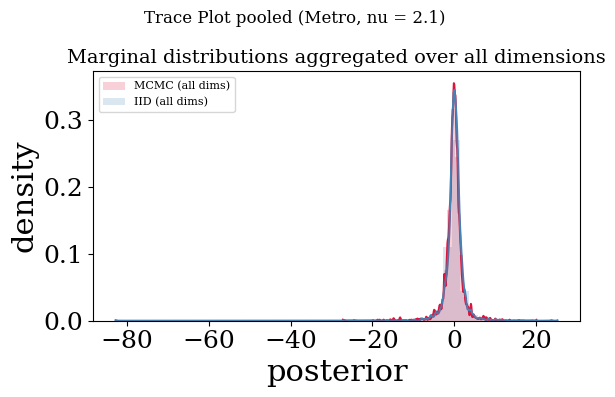 Trace Plot pooled (Metro, nu = 2.1)
Marginal distributions aggregated over all dimensions
MCMC (all dims)
IID (all dims)
density
0.3
0.2
0.1
0.0
−80 −60 −40 −20 0 20
posterior